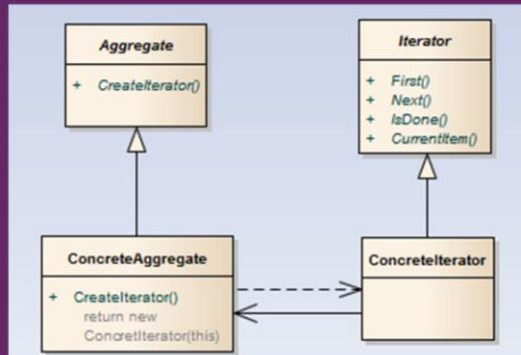 Aggregate
+ CreateIterator()
Iterator
+ First()
+ Next()
+ IsDone()
+ CurrentItem()
ConcreteAggregate
+ CreateIterator()
return new
ConcretIterator(this)
ConcreteIterator